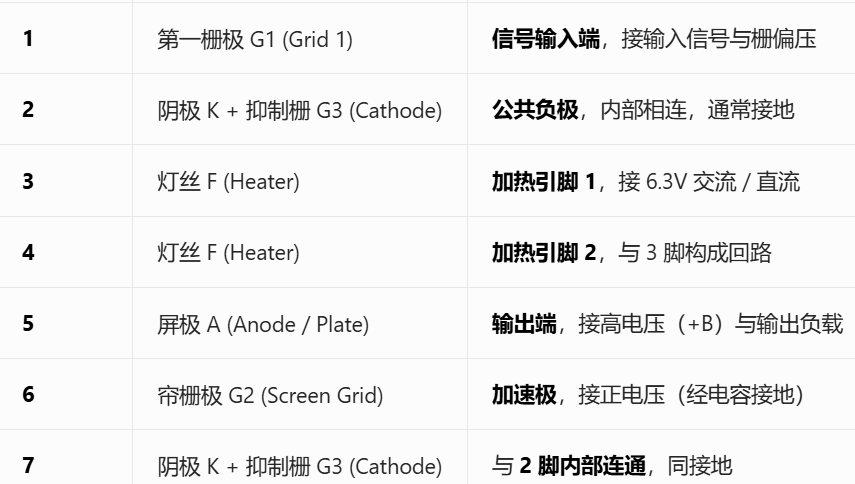 1 第一栅极 G1 (Grid 1) 信号输入端，接输入信号与栅偏压
2 阴极 K + 抑制栅 G3 (Cathode) 公共负极，内部相连，通常接地
3 灯丝 F (Heater) 加热引脚 1，接 6.3V 交流 / 直流
4 灯丝 F (Heater) 加热引脚 2，与 3 脚构成回路
5 屏极 A (Anode / Plate) 输出端，接高电压（+B）与输出负载
6 帘栅极 G2 (Screen Grid) 加速极，接正电压（经电容接地）
7 阴极 K + 抑制栅 G3 (Cathode) 与 2 脚内部连通，同接地